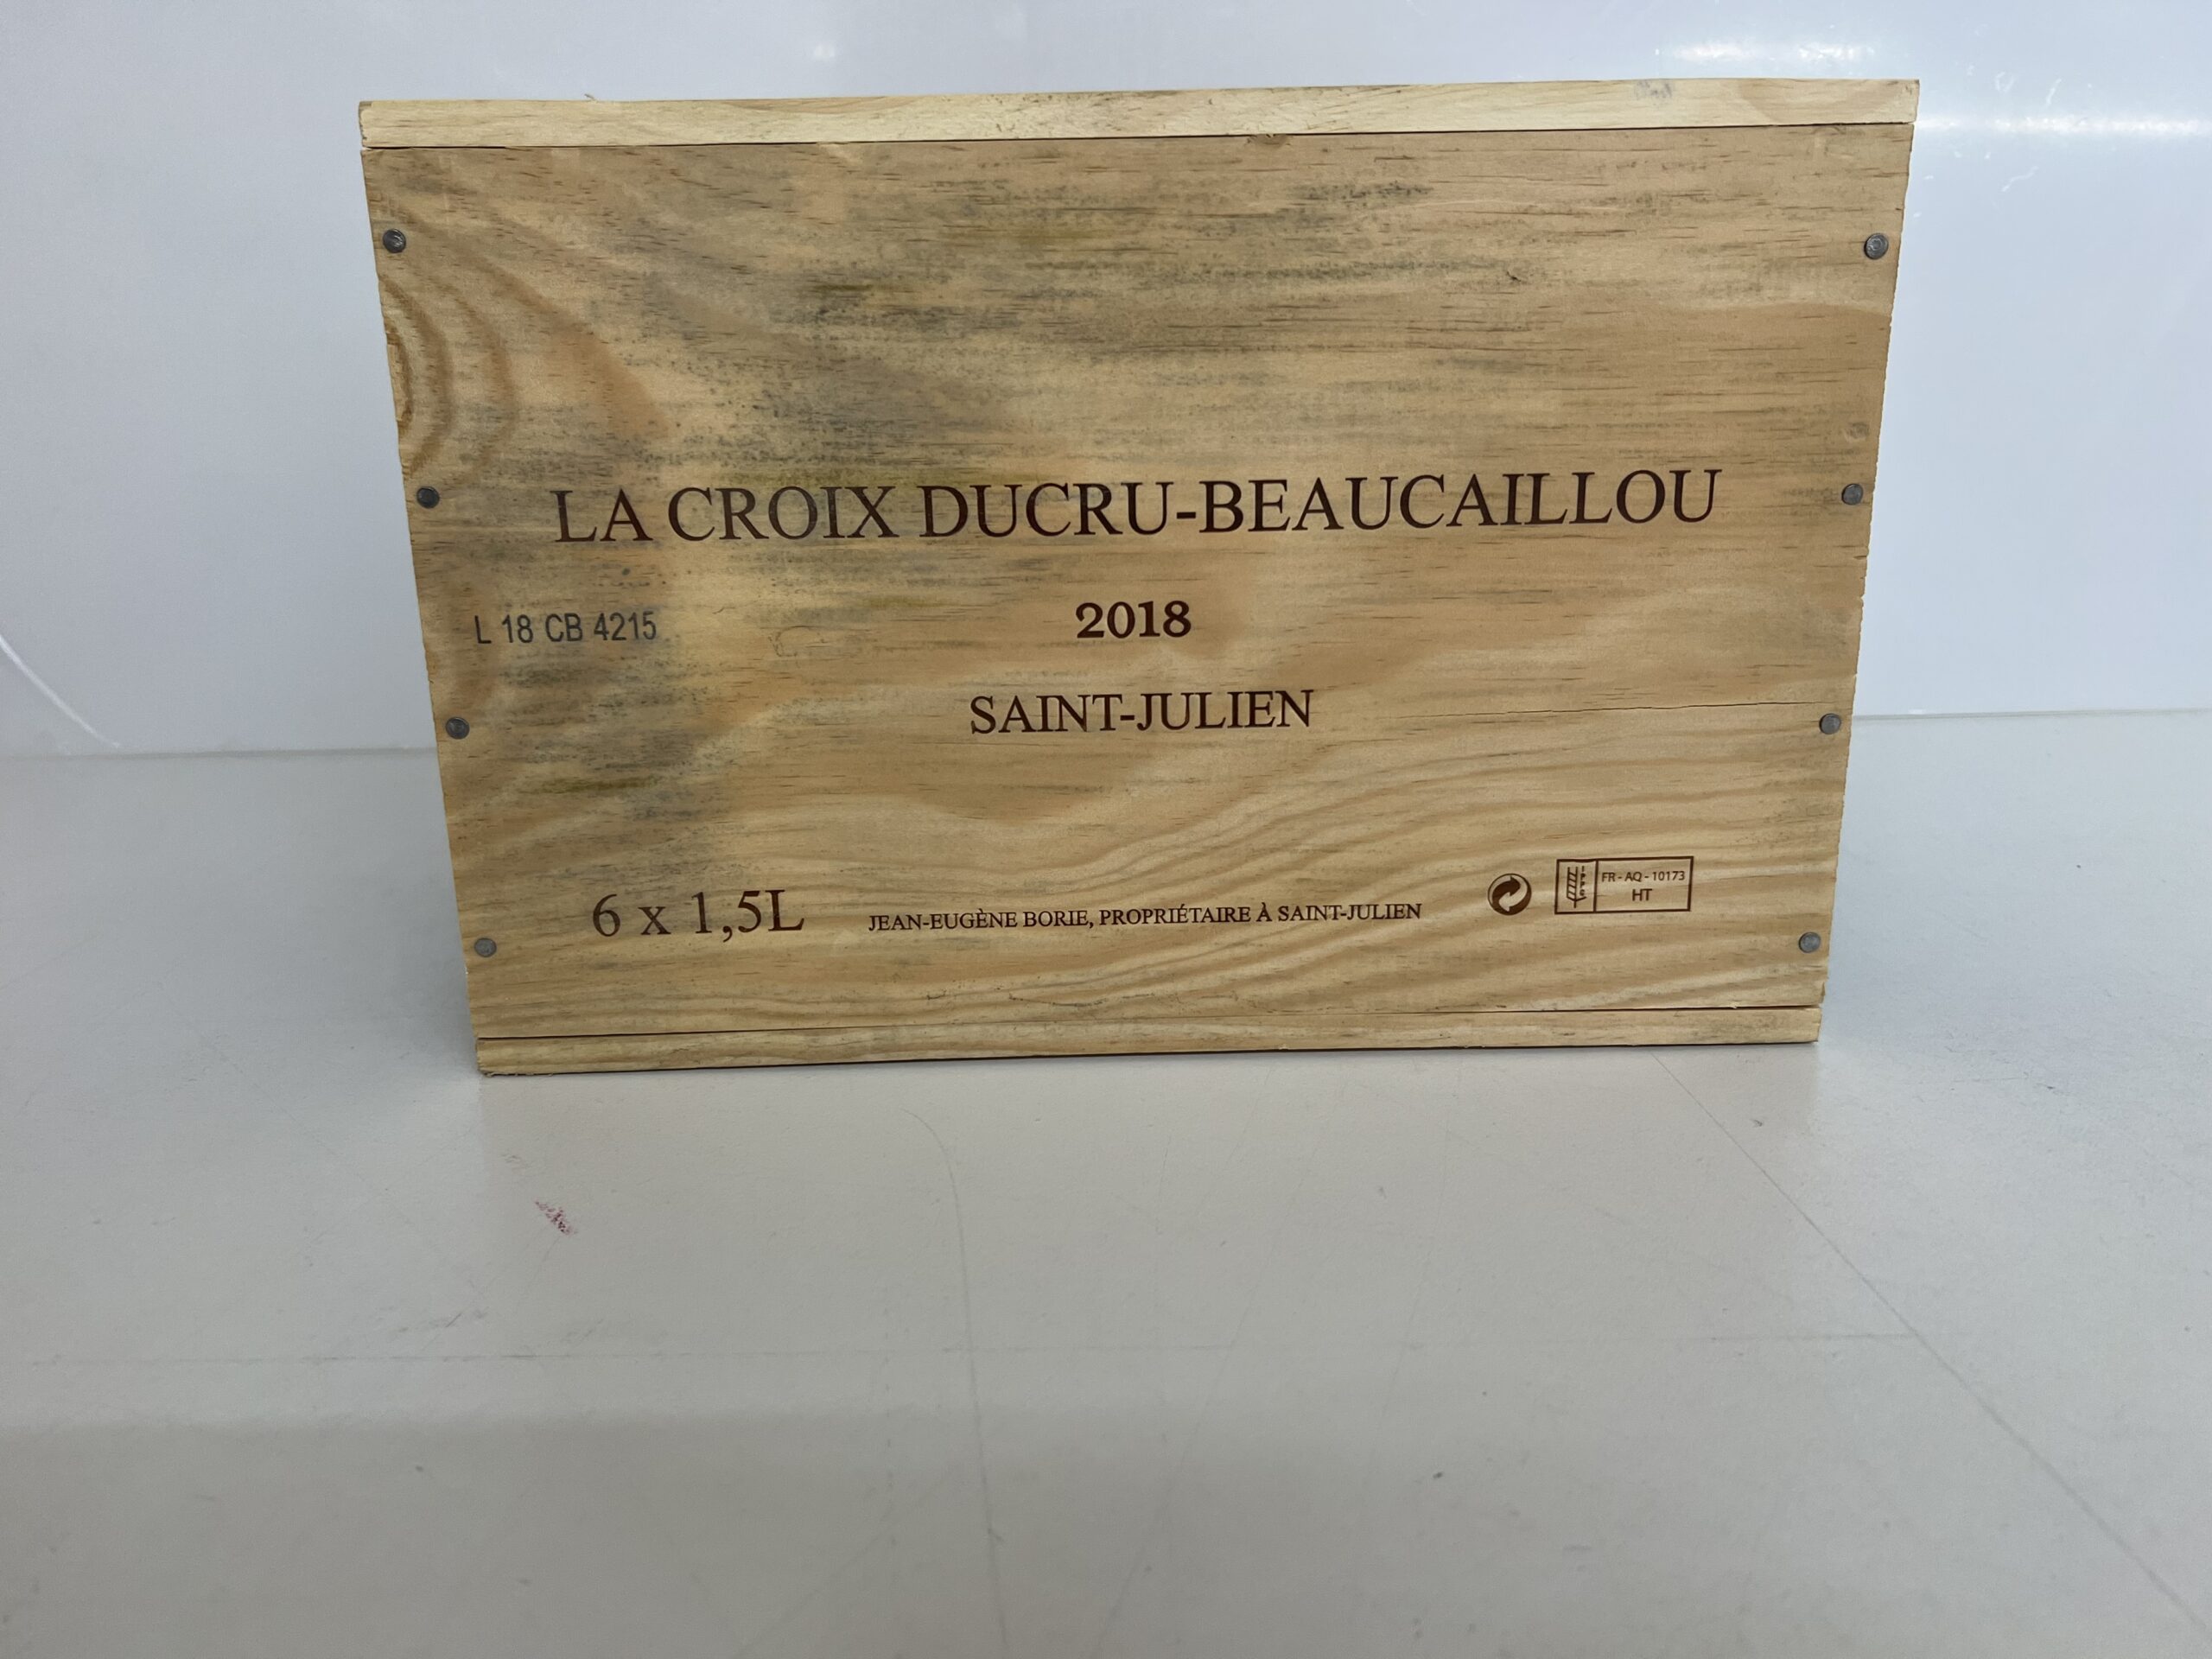 LA CROIX DUCRU-BEAUCAILLOU
2018
L 18 CB 4215
SAINT-JULIEN
6 x 1,5L
JEAN-EUGÈNE BORIE, PROPRIÉTAIRE À SAINT-JULIEN
IPPC
FR - AQ - 10173
HT